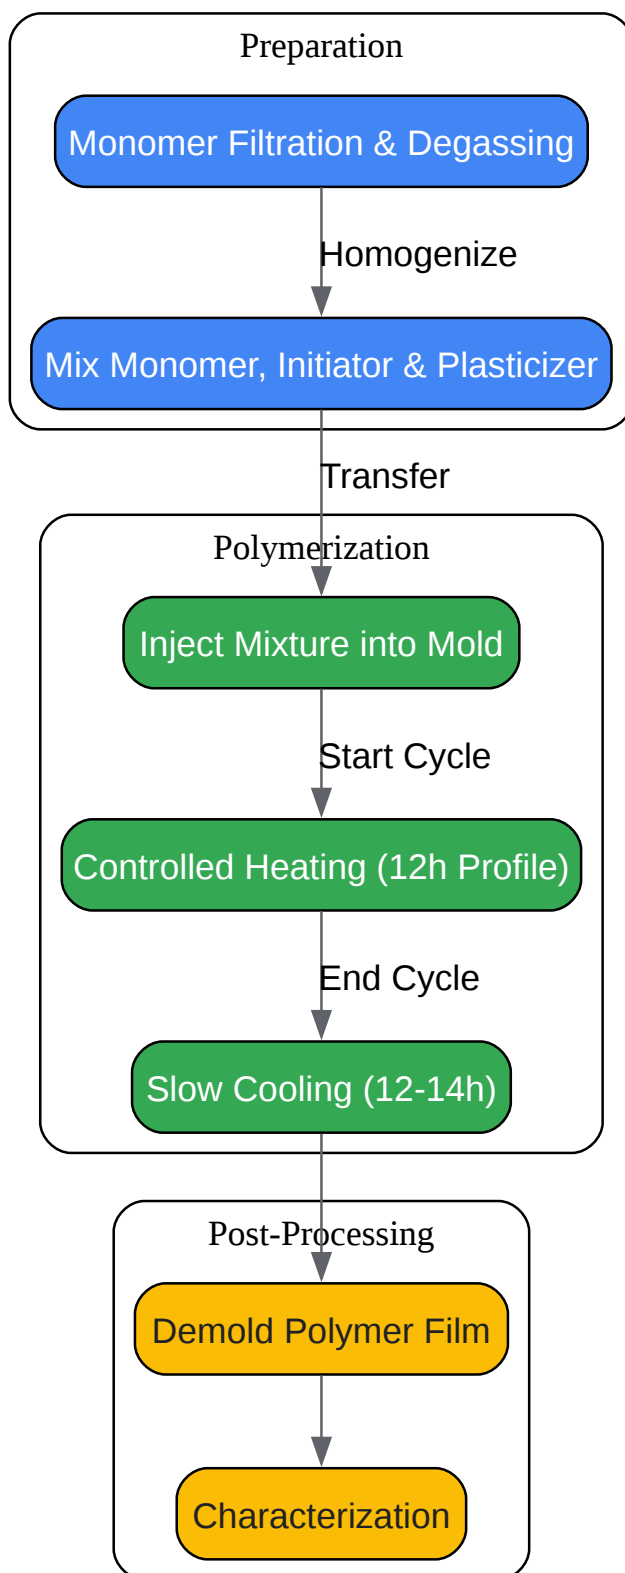 Preparation
Monomer Filtration & Degassing
Homogenize
Mix Monomer, Initiator & Plasticizer
Transfer
Polymerization
Inject Mixture into Mold
Start Cycle
Controlled Heating (12h Profile)
End Cycle
Slow Cooling (12-14h)
Post-Processing
Demold Polymer Film
Characterization